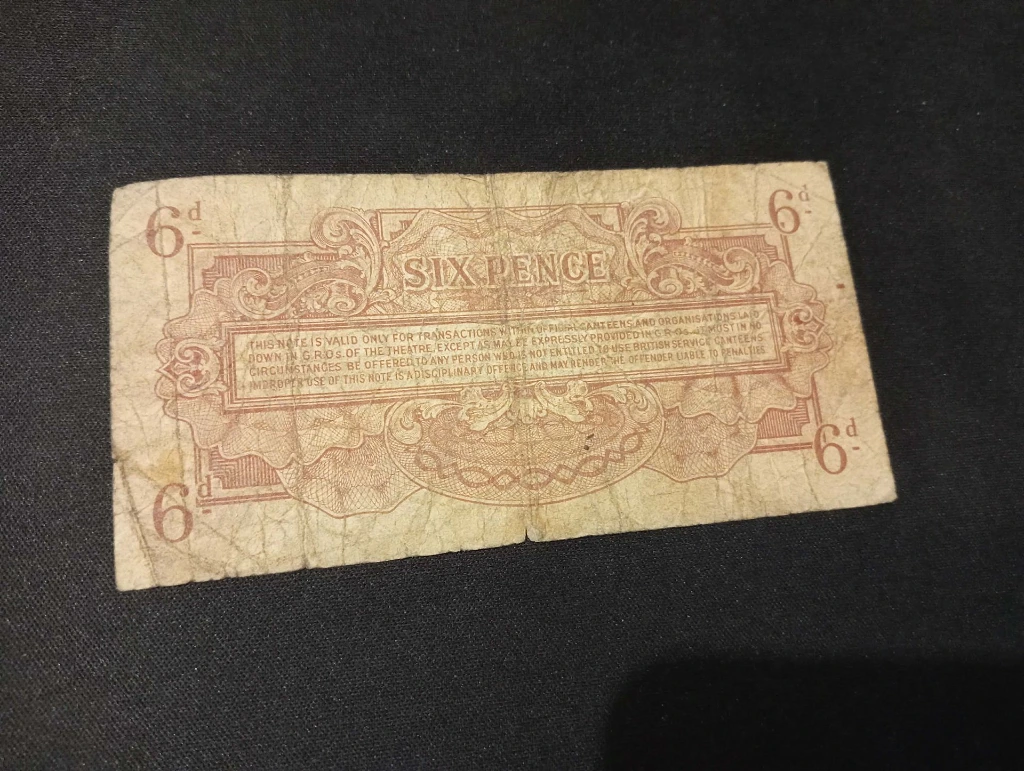 6d 6d
SIX PENCE
THIS NOTE IS VALID ONLY FOR TRANSACTIONS WITHIN OFFICIAL CANTEENS AND ORGANISATIONS LAID
DOWN IN G.R.OS. OF THE THEATRE, EXCEPT AS MAY BE EXPRESSLY PROVIDED IN G.R.OS. IT MOST IN NO
CIRCUMSTANCES BE OFFERED TO ANY PERSON WHO IS NOT ENTITLED TO USE BRITISH SERVICE CANTEENS
IMPROPER USE OF THIS NOTE IS A DISCIPLINARY OFFENCE AND MAY RENDER THE OFFENDER LIABLE TO PENALTIES
6d 6d